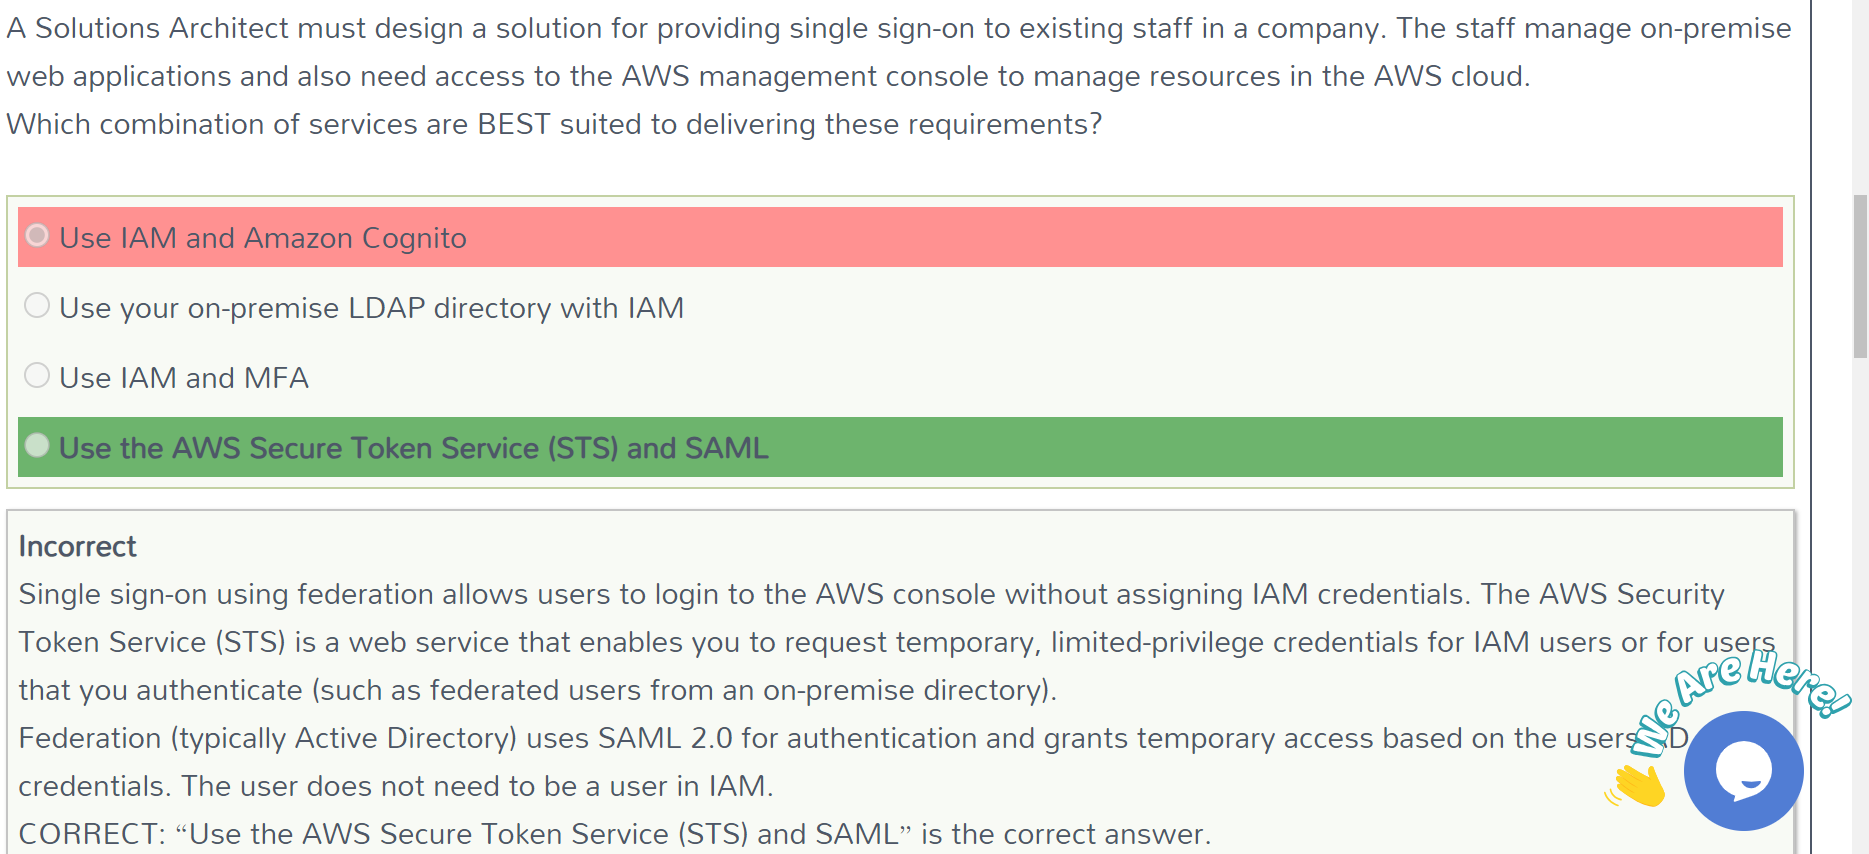 A Solutions Architect must design a solution for providing single sign-on to existing staff in a company. The staff manage on-premise
web applications and also need access to the AWS management console to manage resources in the AWS cloud.
Which combination of services are BEST suited to delivering these requirements?
Use IAM and Amazon Cognito
Use your on-premise LDAP directory with IAM
Use IAM and MFA
Use the AWS Secure Token Service (STS) and SAML
Incorrect
Single sign-on using federation allows users to login to the AWS console without assigning IAM credentials. The AWS Security
Token Service (STS) is a web service that enables you to request temporary, limited-privilege credentials for IAM users or for users
that you authenticate (such as federated users from an on-premise directory).
Federation (typically Active Directory) uses SAML 2.0 for authentication and grants temporary access based on the users
credentials. The user does not need to be a user in IAM.
CORRECT: “Use the AWS Secure Token Service (STS) and SAML” is the correct answer.
We Are Here!